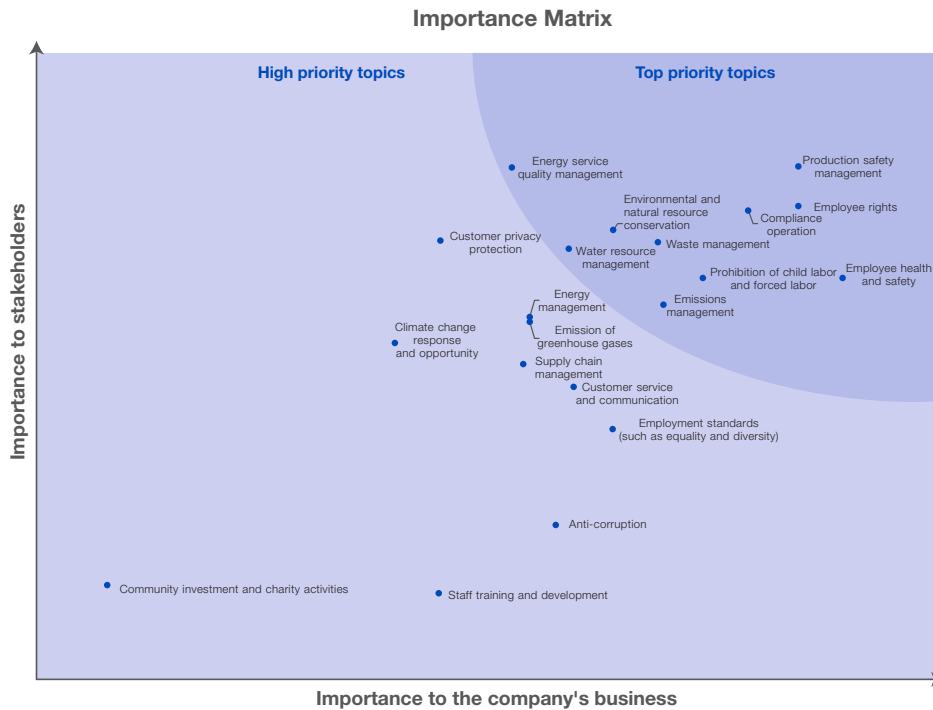 Importance Matrix
High priority topics
Top priority topics
Importance to stakeholders
Energy service
quality management
Production safety
management
Environmental and
natural resource
conservation
Employee rights
Compliance
operation
Customer privacy
protection
Water resource
management
Waste management
Prohibition of child labor
and forced labor
Employee health
and safety
Energy
management
Emissions
management
Climate change
response
and opportunity
Emission of
greenhouse gases
Supply chain
management
Customer service
and communication
Employment standards
(such as equality and diversity)
Anti-corruption
Community investment and charity activities
Staff training and development
Importance to the company's business